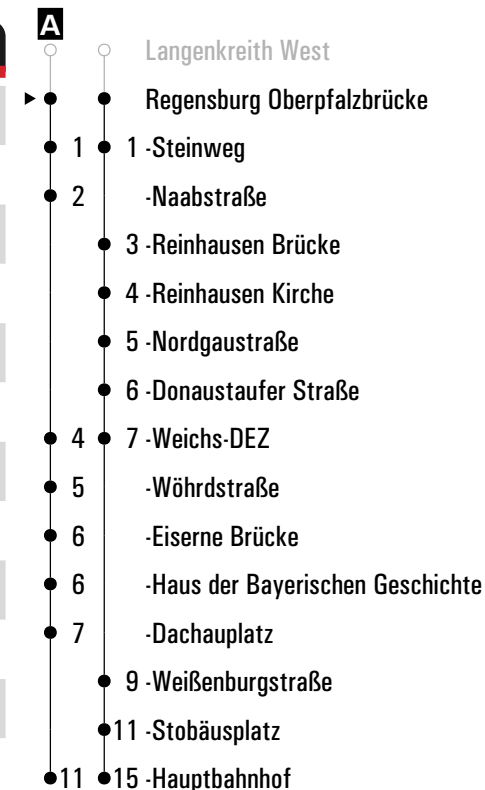 A
Langenkreith West
Regensburg Oberpfalzbrücke
1 1 -Steinweg
2 -Naabstraße
3 -Reinhausen Brücke
4 -Reinhausen Kirche
5 -Nordgaustraße
6 -Donaustaufer Straße
4 7 -Weichs-DEZ
5 -Wöhrdstraße
6 -Eiserne Brücke
6 -Haus der Bayerischen Geschichte
7 -Dachauplatz
9 -Weißenburgstraße
11 -Stobäusplatz
11 15 -Hauptbahnhof